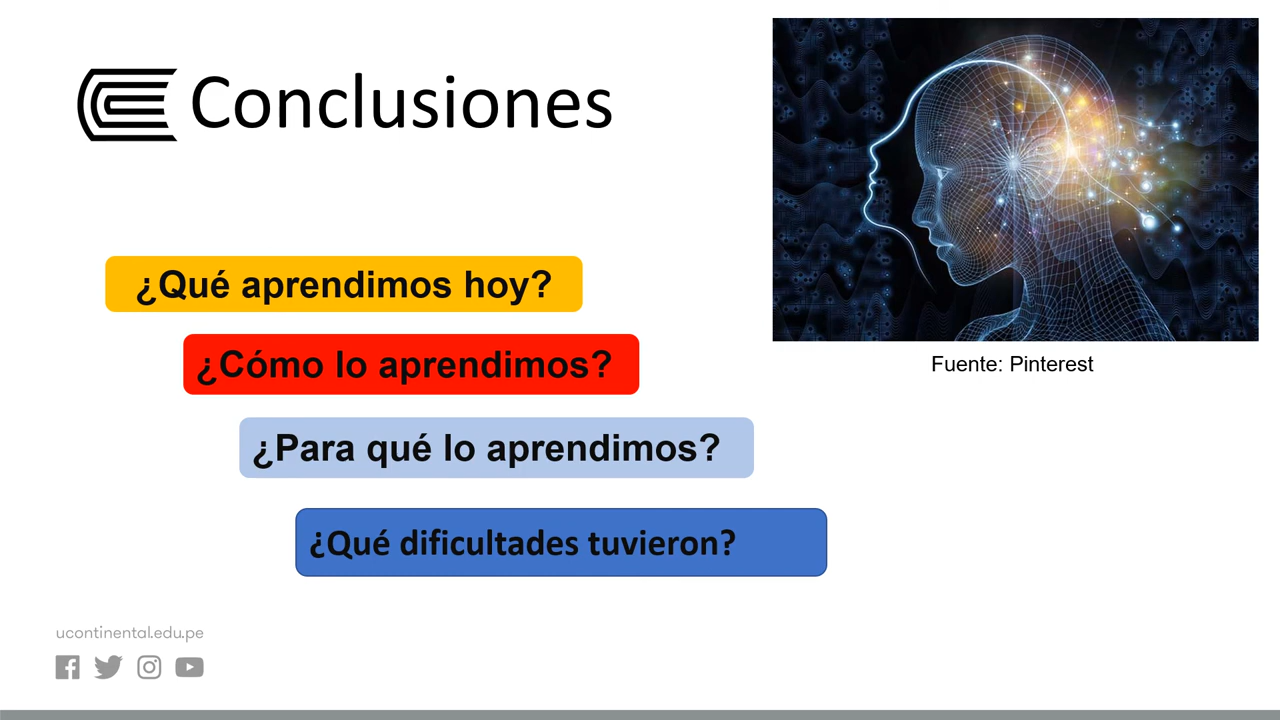 Conclusiones
¿Qué aprendimos hoy?
¿Cómo lo aprendimos?
¿Para qué lo aprendimos?
¿Qué dificultades tuvieron?
Fuente: Pinterest
ucontinental.edu.pe